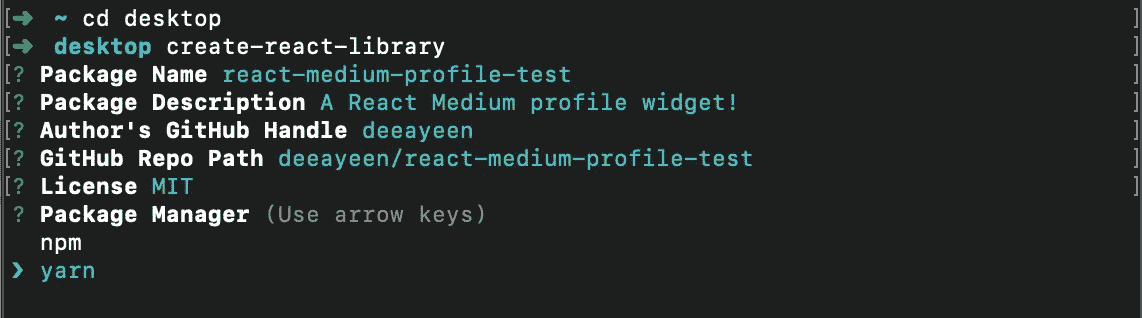 [➜  ~ cd desktop ]
[➜  desktop create-react-library ]
[? Package Name react-medium-profile-test ]
[? Package Description A React Medium profile widget! ]
[? Author's GitHub Handle deeayeen ]
[? GitHub Repo Path deeayeen/react-medium-profile-test ]
[? License MIT ]
? Package Manager (Use arrow keys)
npm
❯ yarn